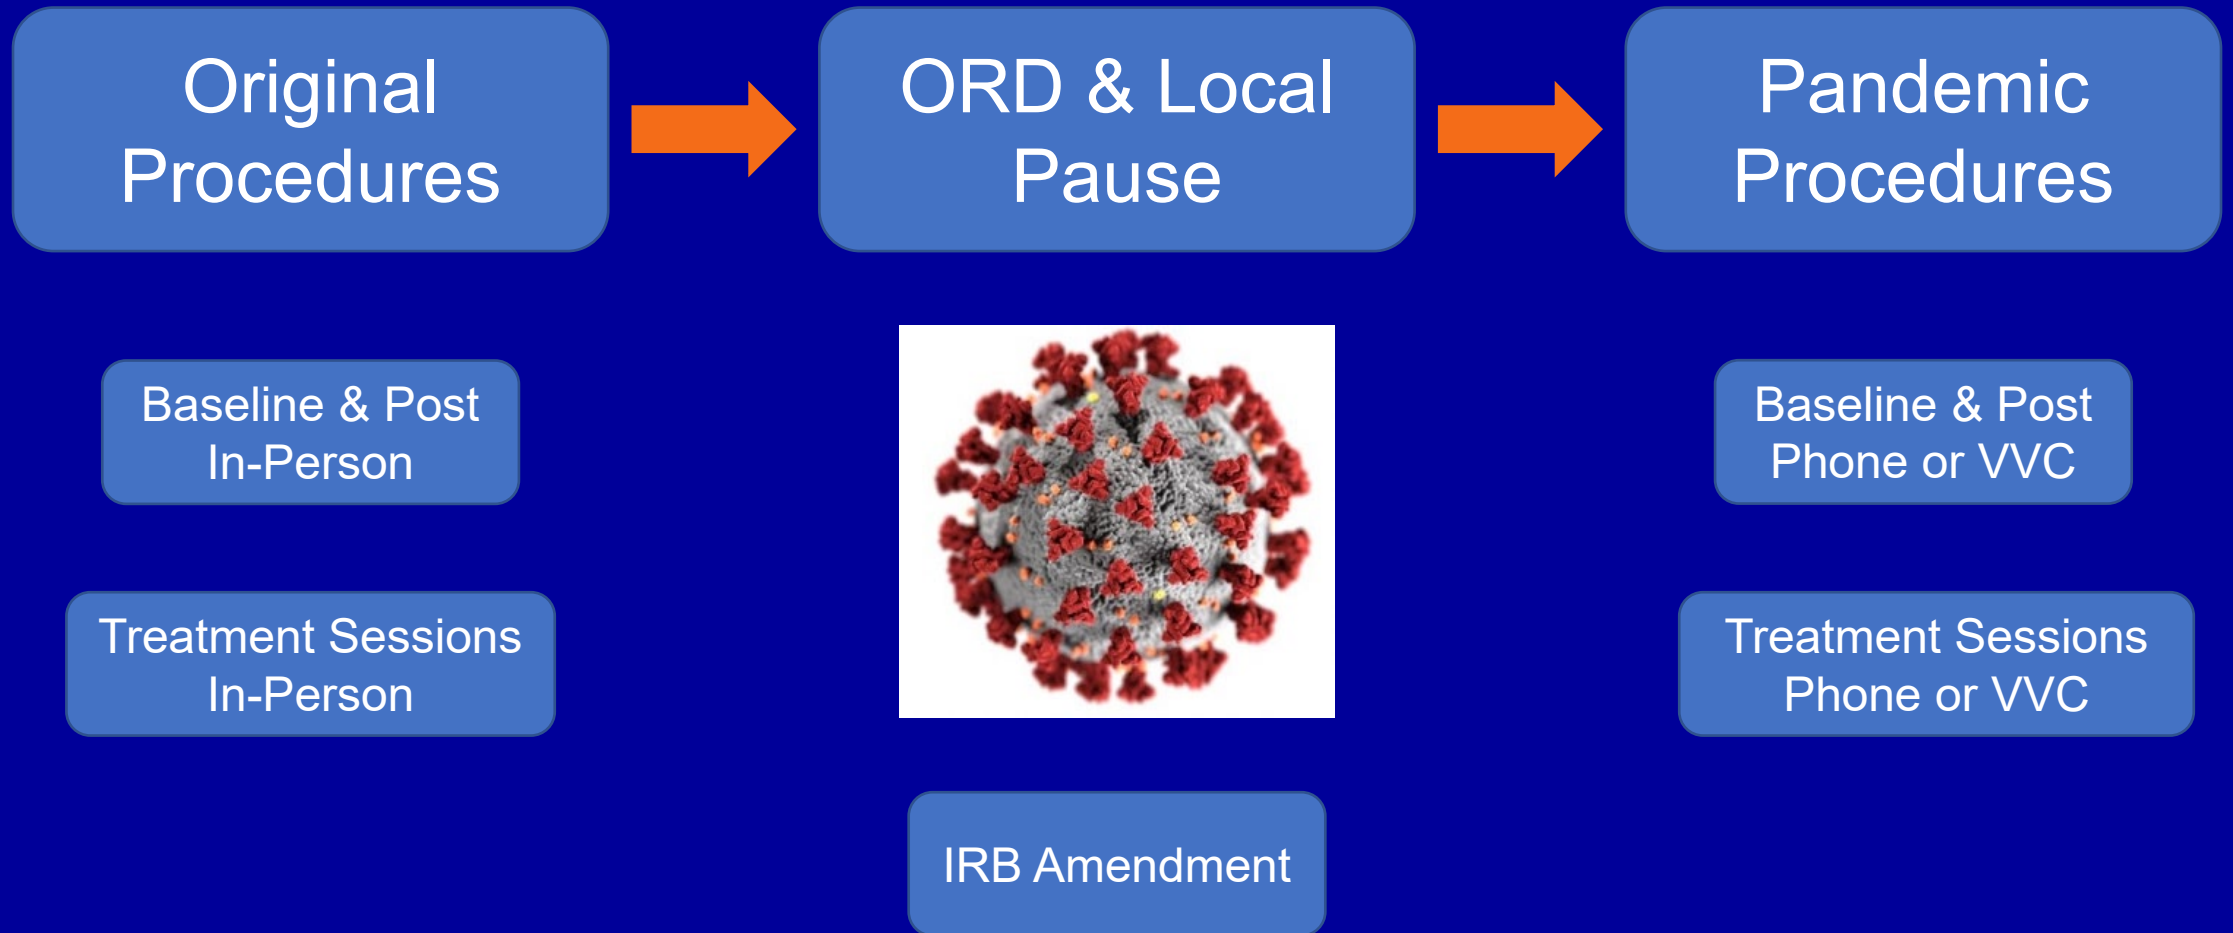 Original
Procedures
ORD & Local
Pause
Pandemic
Procedures
Baseline & Post
In-Person
Treatment Sessions
In-Person
IRB Amendment
Baseline & Post
Phone or VVC
Treatment Sessions
Phone or VVC